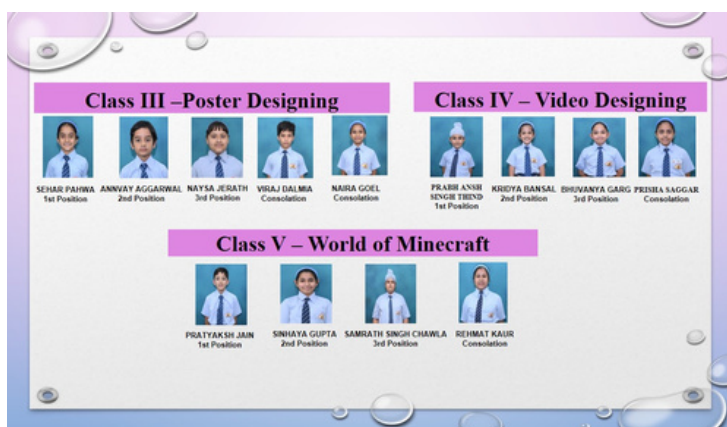 Class III –Poster Designing
SEHAR PAHWA
1st Position
ANNVAY AGGARWAL
2nd Position
NAYSA JERATH
3rd Position
VIRAJ DALMIA
Consolation
NAIRA GOEL
Consolation
Class IV – Video Designing
PRABH ANSH
SINGH THIND
1st Position
KRIDYA BANSAL
2nd Position
BHUVANYA GARG
3rd Position
PRISHA SAGGAR
Consolation
Class V – World of Minecraft
PRATYAKSH JAIN
1st Position
SINHAYA GUPTA
2nd Position
SAMRATH SINGH CHAWLA
3rd Position
REHMAT KAUR
Consolation